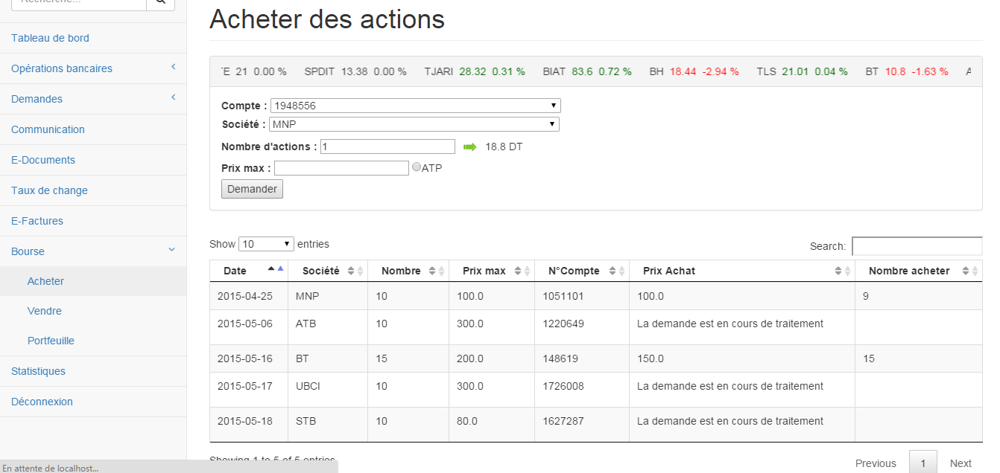 Recherche...
Acheter des actions
Tableau de bord
Opérations bancaires
Demandes
Communication
E-Documents
Taux de change
E-Factures
Bourse
Acheter
Vendre
Portfeuille
Statistiques
Déconnexion
E 21 0.00 % SPDIT 13.38 0.00 % TJARI 28.32 0.31 % BIAT 83.6 0.72 % BH 18.44 -2.94 % TLS 21.01 0.04 % BT 10.8 -1.63 % A
Compte : 1948556
Société : MNP
Nombre d'actions : 1 18.8 DT
Prix max : ATP
Demander
Show 10 entries Search:
Date Société Nombre Prix max N°Compte Prix Achat Nombre acheter
2015-04-25 MNP 10 100.0 1051101 100.0 9
2015-05-06 ATB 10 300.0 1220649 La demande est en cours de traitement
2015-05-16 BT 15 200.0 148619 150.0 15
2015-05-17 UBCI 10 300.0 1726008 La demande est en cours de traitement
2015-05-18 STB 10 80.0 1627287 La demande est en cours de traitement
Showing 1 to 5 of 5 entries Previous 1 Next
En attente de localhost...